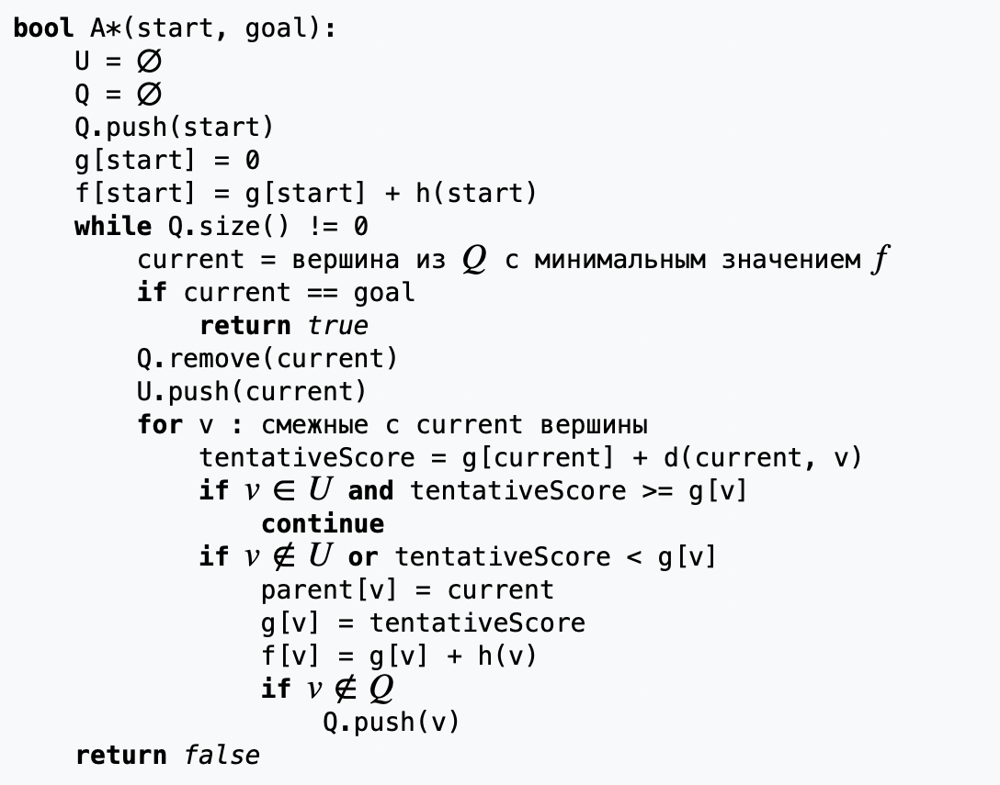 bool A*(start, goal):
U = ∅
Q = ∅
Q.push(start)
g[start] = 0
f[start] = g[start] + h(start)
while Q.size() != 0
current = вершина из Q с минимальным значением f
if current == goal
return true
Q.remove(current)
U.push(current)
for v : смежные с current вершины
tentativeScore = g[current] + d(current, v)
if v ∈ U and tentativeScore >= g[v]
continue
if v ∉ U or tentativeScore < g[v]
parent[v] = current
g[v] = tentativeScore
f[v] = g[v] + h(v)
if v ∉ Q
Q.push(v)
return false